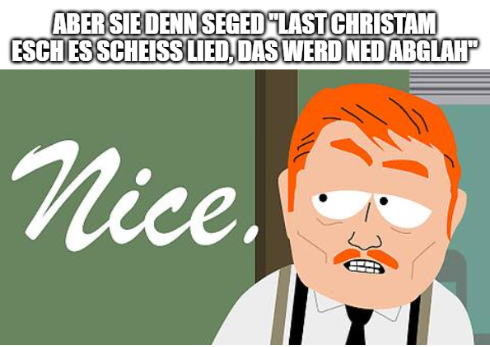 ABER SIE DENN SEGED "LAST CHRISTAM
ESCH ES SCHEISS LIED, DAS WERD NED ABGLAH"
Nice.